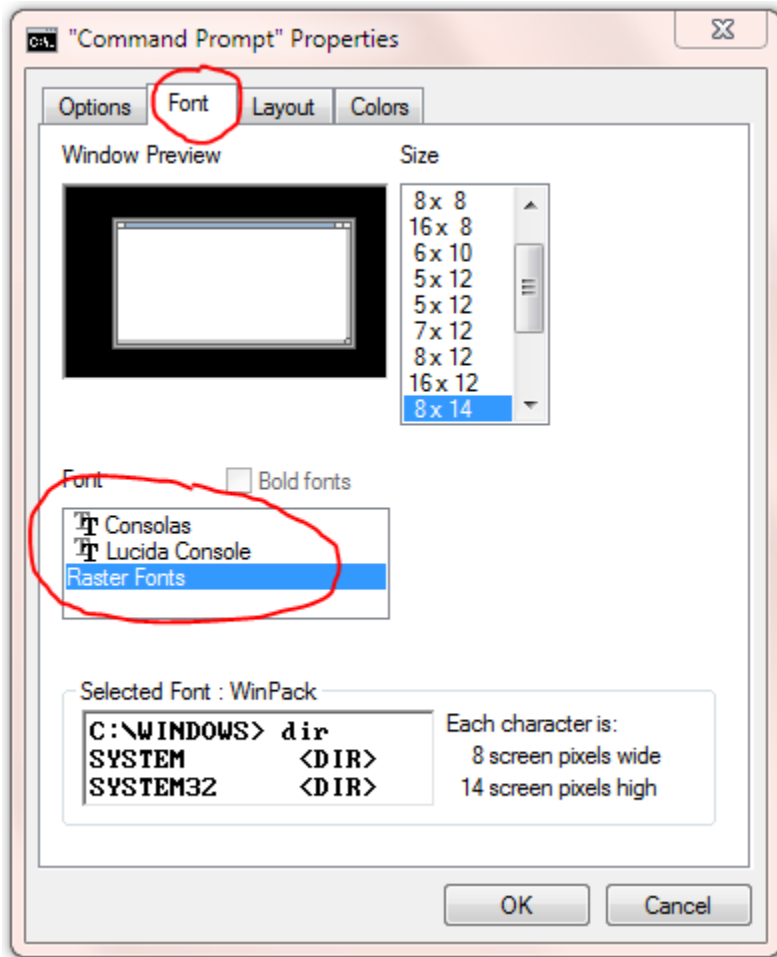 C:\. "Command Prompt" Properties
Options Font Layout Colors
Window Preview
Size
8 x 8
16 x 8
6 x 10
5 x 12
5 x 12
7 x 12
8 x 12
16 x 12
8 x 14
Font Bold fonts
Consolas
Lucida Console
Raster Fonts
Selected Font : WinPack
C:\WINDOWS> dir
SYSTEM <DIR>
SYSTEM32 <DIR>
Each character is:
8 screen pixels wide
14 screen pixels high
OK Cancel